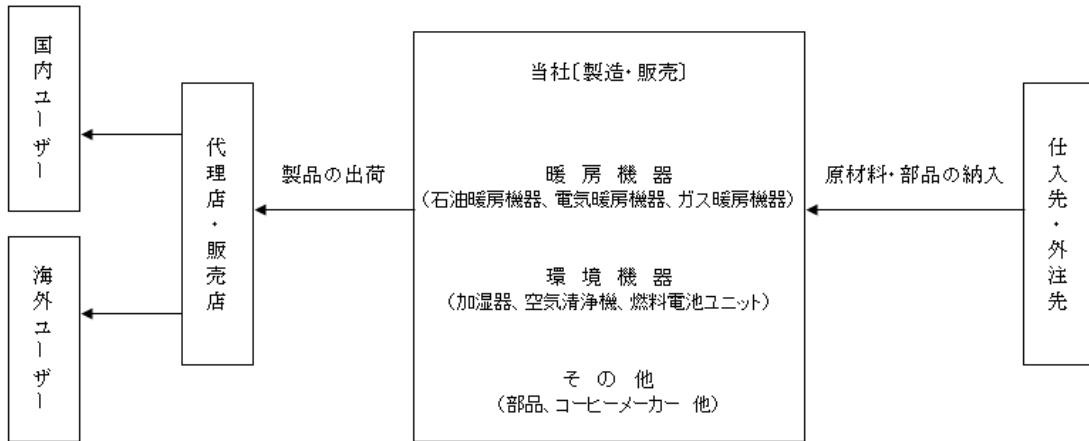 国内ユーザー
海外ユーザー
代理店・販売店
製品の出荷
当社〔製造・販売〕
暖房機器
(石油暖房機器、電気暖房機器、ガス暖房機器)
環境機器
(加湿器、空気清浄機、燃料電池ユニット)
その他
(部品、コーヒーメーカー 他)
原材料・部品の納入
仕入先・外注先